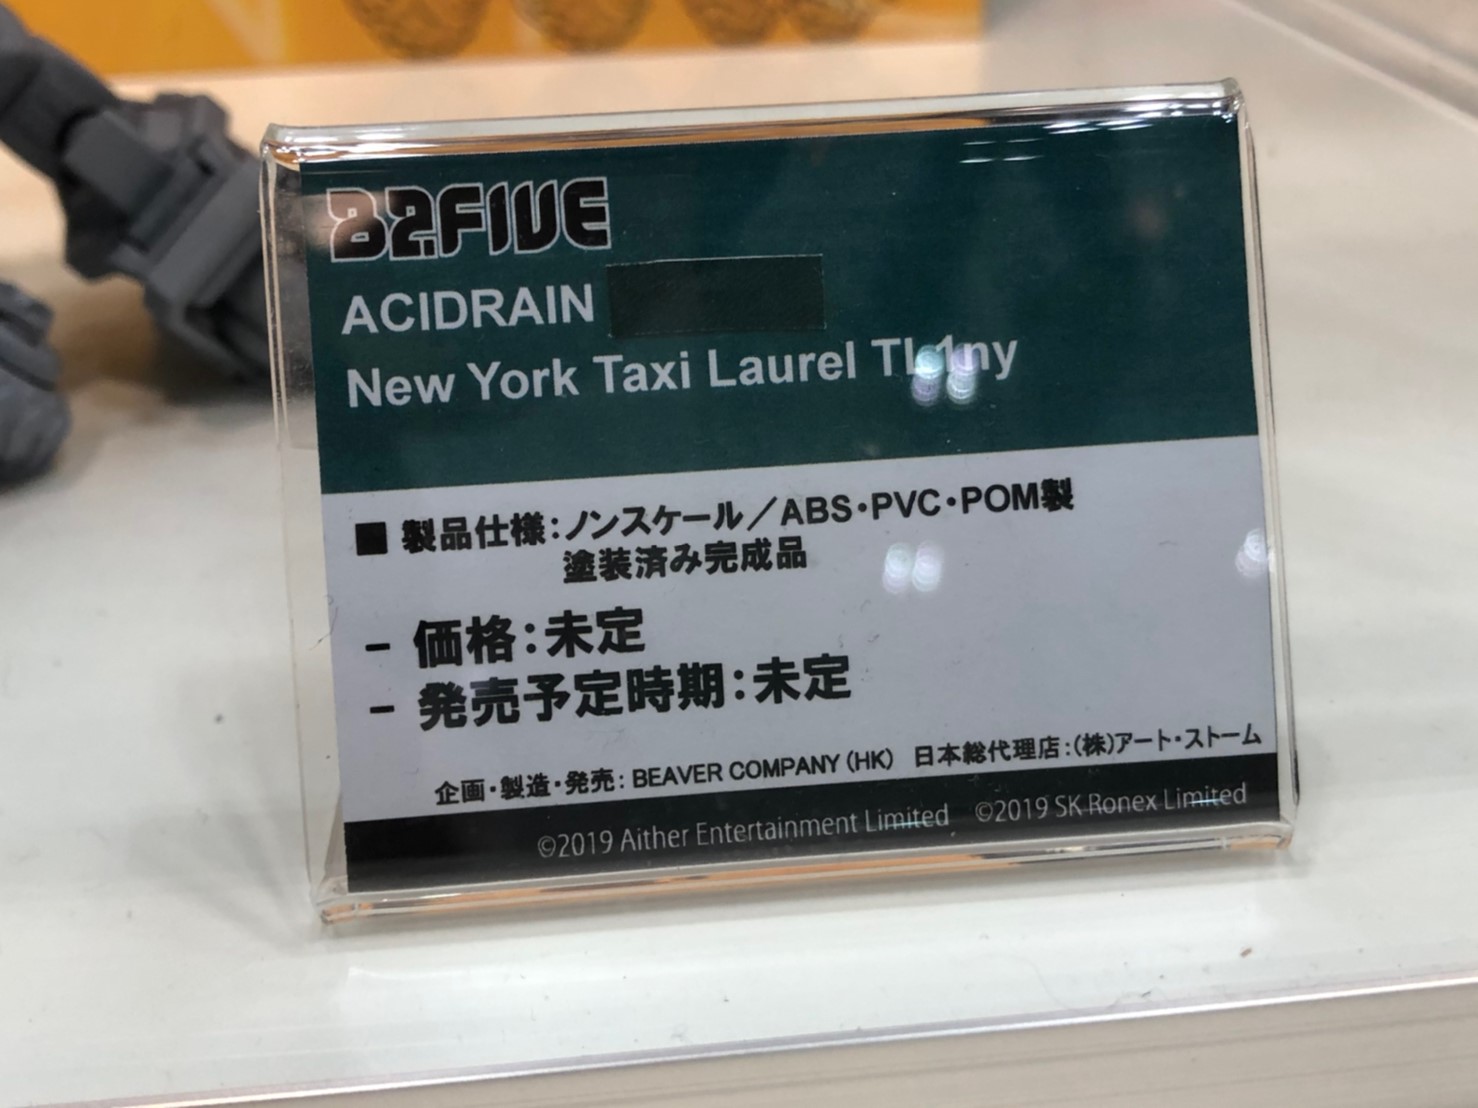 B2FIVE
ACIDRAIN
New York Taxi Laurel TL1ny
■ 製品仕様:ノンスケール/ABS・PVC・POM製
塗装済み完成品
- 価格:未定
- 発売予定時期:未定
企画・製造・発売:BEAVER COMPANY(HK) 日本総代理店:(株)アート・ストーム
©2019 Aither Entertainment Limited ©2019 SK Ronex Limited